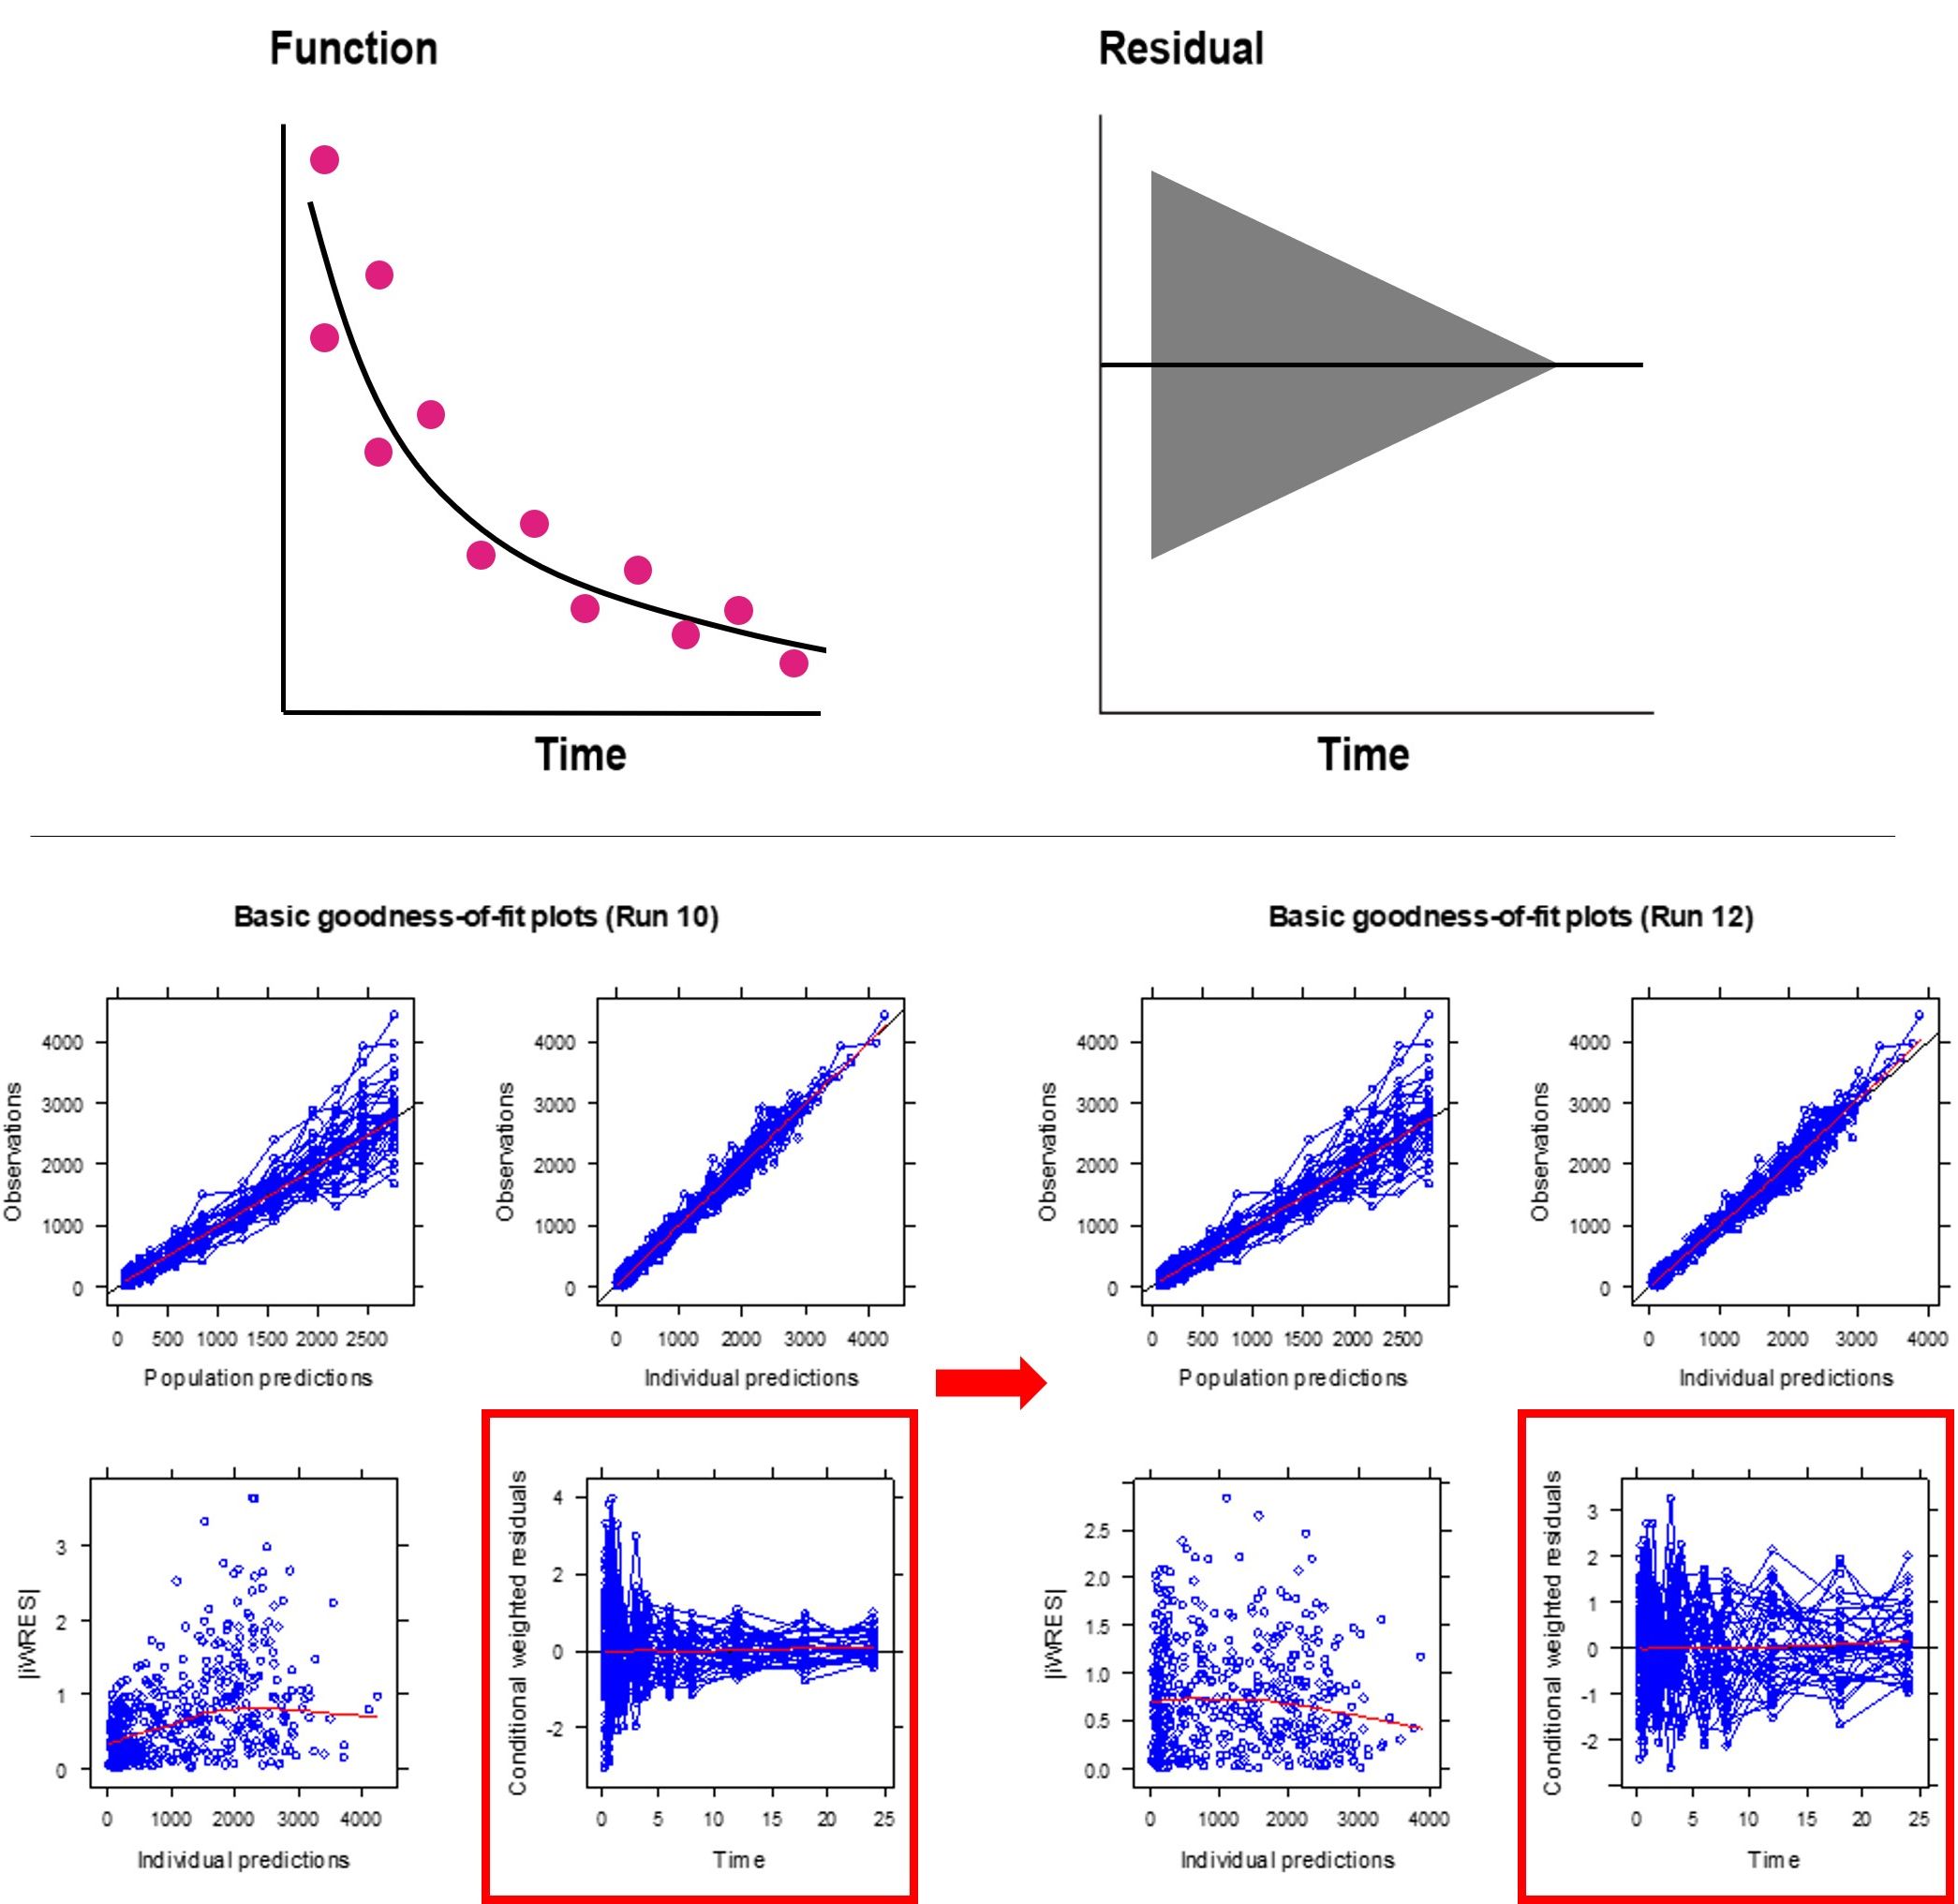 Function
Residual
Time
Time
Basic goodness-of-fit plots (Run 10)
Basic goodness-of-fit plots (Run 12)
Observations
4000
3000
2000
1000
0
0 500 1000 1500 2000 2500
Population predictions
Observations
4000
3000
2000
1000
0
0 1000 2000 3000 4000
Individual predictions
Observations
4000
3000
2000
1000
0
0 500 1000 1500 2000 2500
Population predictions
Observations
4000
3000
2000
1000
0
0 1000 2000 3000 4000
Individual predictions
|iWRES|
3
2
1
0
0 1000 2000 3000 4000
Individual predictions
Conditional weighted residuals
4
2
0
-2
0 5 10 15 20 25
Time
|iWRES|
2.5
2.0
1.5
1.0
0.5
0.0
0 1000 2000 3000 4000
Individual predictions
Conditional weighted residuals
3
2
1
0
-1
-2
0 5 10 15 20 25
Time